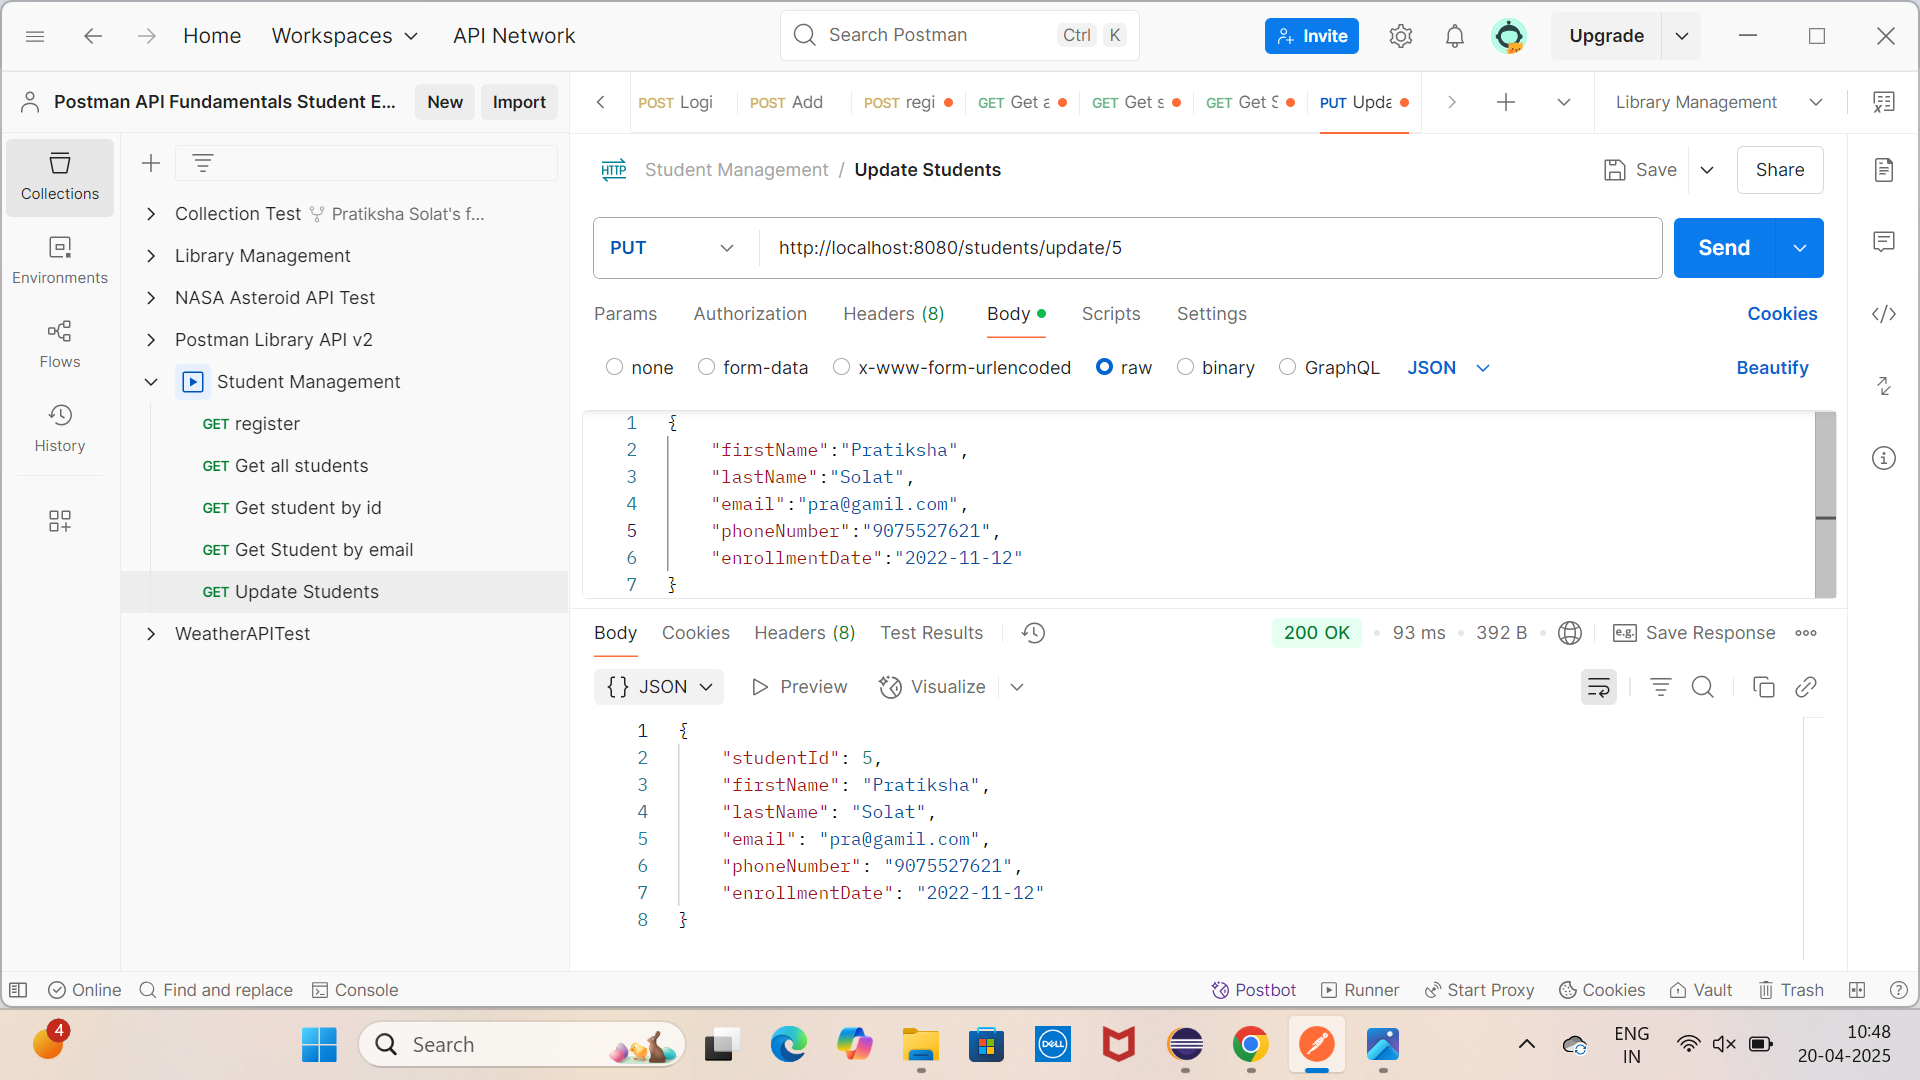 Home Workspaces API Network Search Postman Ctrl K Invite Upgrade
Postman API Fundamentals Student E... New Import POST Logi POST Add POST regi GET Get a GET Get s GET Get S PUT Upda Library Management
Collections
Environments
Flows
History
Collection Test Pratiksha Solat's f...
Library Management
NASA Asteroid API Test
Postman Library API v2
Student Management
GET register
GET Get all students
GET Get student by id
GET Get Student by email
GET Update Students
WeatherAPITest
HTTP Student Management / Update Students Save Share
PUT http://localhost:8080/students/update/5 Send
Params Authorization Headers (8) Body Scripts Settings Cookies
none form-data x-www-form-urlencoded raw binary GraphQL JSON Beautify
1 {
2 "firstName":"Pratiksha",
3 "lastName":"Solat",
4 "email":"pra@gamil.com",
5 "phoneNumber":"9075527621",
6 "enrollmentDate":"2022-11-12"
7 }
Body Cookies Headers (8) Test Results 200 OK 93 ms 392 B e.g. Save Response
{} JSON Preview Visualize
1 {
2 "studentId": 5,
3 "firstName": "Pratiksha",
4 "lastName": "Solat",
5 "email": "pra@gamil.com",
6 "phoneNumber": "9075527621",
7 "enrollmentDate": "2022-11-12"
8 }
Online Find and replace Console Postbot Runner Start Proxy Cookies Vault Trash
4 Search DELL ENG 10:48
IN 20-04-2025